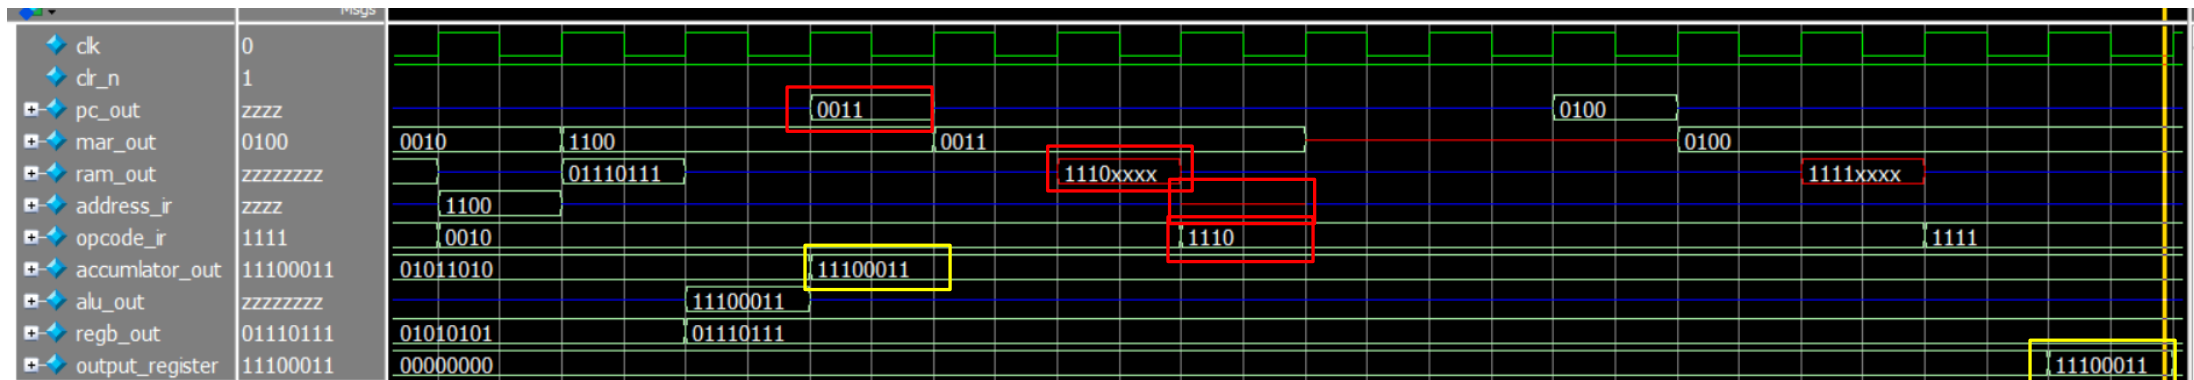 Msgs
clk 0
clr_n 1
pc_out zzzz 0011 0100
mar_out 0100 0010 1100 0011 0100
ram_out zzzzzzzz 01110111 1110xxxx 1111xxxx
address_ir zzzz 1100
opcode_ir 1111 0010 1110 1111
accumlator_out 11100011 01011010 11100011
alu_out zzzzzzzz 11100011
regb_out 01110111 01010101 01110111
output_register 11100011 00000000 11100011